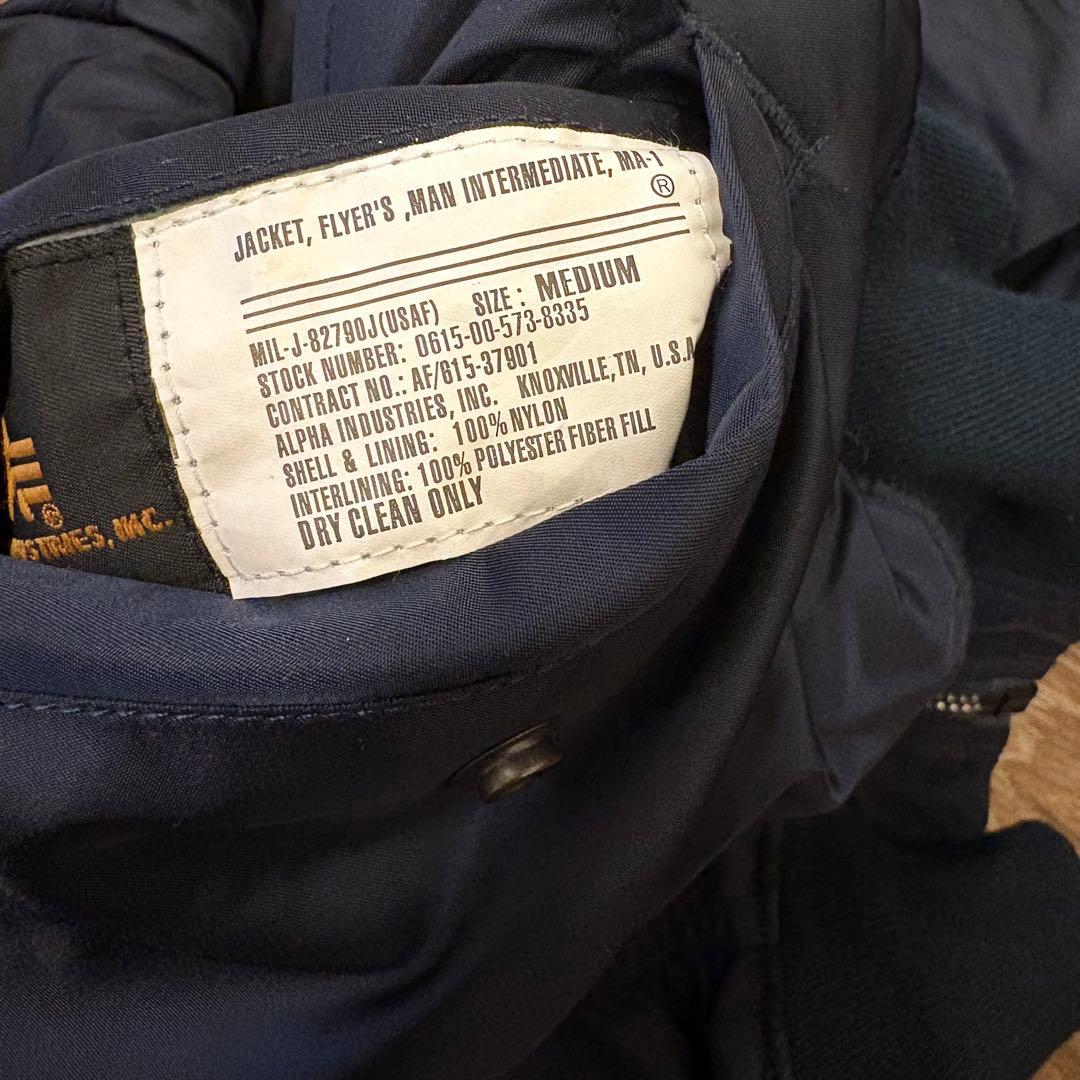 JACKET, FLYER'S ,MAN INTERMEDIATE, MA-1
®
MIL-J-82790J(USAF) SIZE : MEDIUM
STOCK NUMBER: 0615-00-573-8335
CONTRACT NO.: AF/615-37901
ALPHA INDUSTRIES, INC. KNOXVILLE,TN, U.S.A
SHELL & LINING: 100% NYLON
INTERLINING: 100% POLYESTER FIBER FILL
DRY CLEAN ONLY
®
INC.